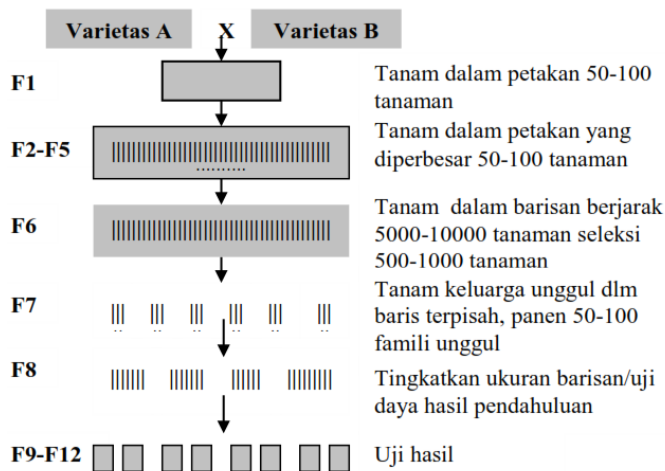 Varietas A X Varietas B
F1
Tanam dalam petakan 50-100
tanaman
F2-F5
Tanam dalam petakan yang
diperbesar 50-100 tanaman
F6
Tanam dalam barisan berjarak
5000-10000 tanaman seleksi
500-1000 tanaman
F7
Tanam keluarga unggul dlm
baris terpisah, panen 50-100
famili unggul
F8
Tingkatkan ukuran barisan/uji
daya hasil pendahuluan
F9-F12
Uji hasil